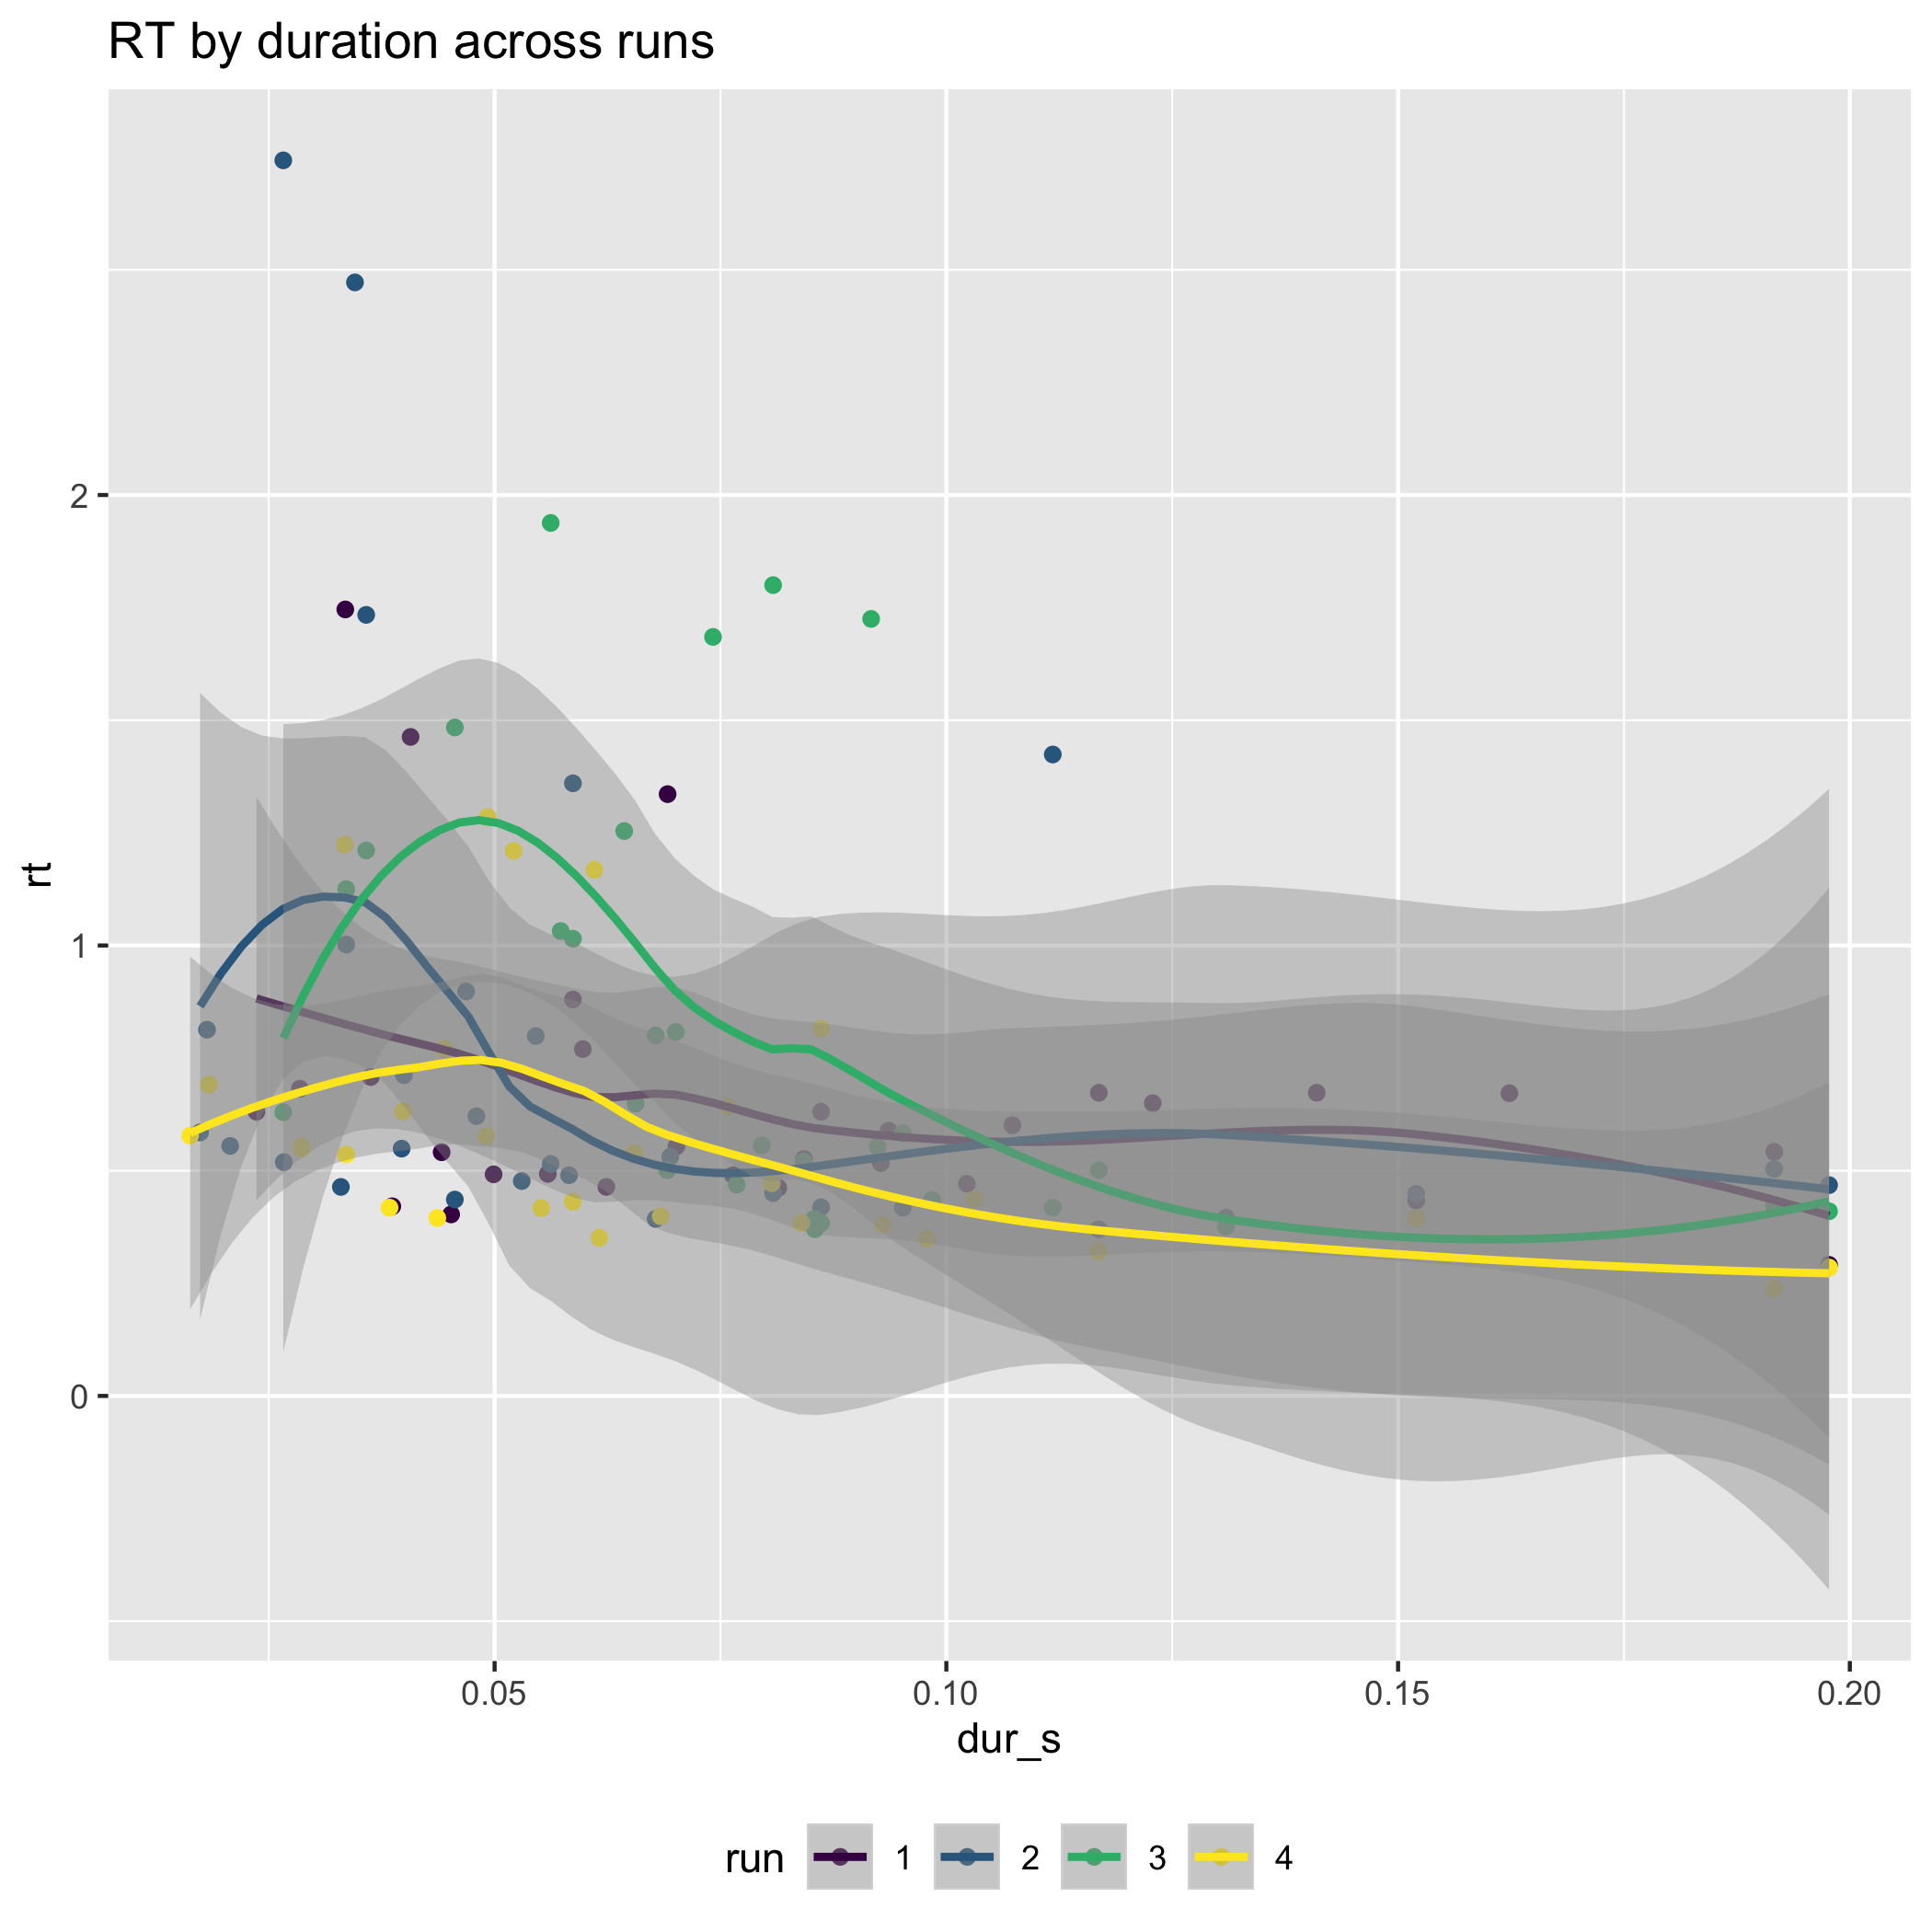 RT by duration across runs
rt
2
1
0
0.05 0.10 0.15 0.20
dur_s
run 1 2 3 4